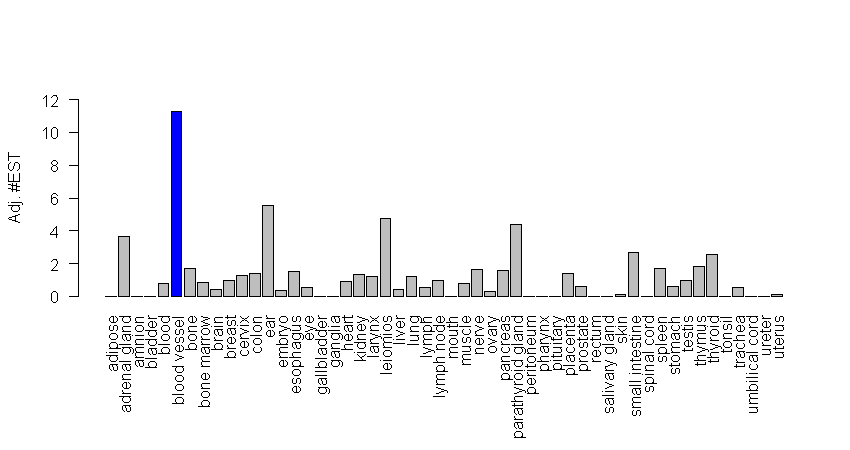 Adj. #EST
12
10
8
6
4
2
0
adipose
adrenal gland
amnion
bladder
blood
blood vessel
bone
bone marrow
brain
breast
cervix
colon
ear
embryo
esophagus
eye
gallbladder
ganglia
heart
kidney
larynx
leiomios
liver
lung
lymph
lymph node
mouth
muscle
nerve
ovary
pancreas
parathyroid gland
peritoneum
pharynx
pituitary
placenta
prostate
rectum
salivary gland
skin
small intestine
spinal cord
spleen
stomach
testis
thymus
thyroid
tonsil
trachea
umbilical cord
ureter
uterus